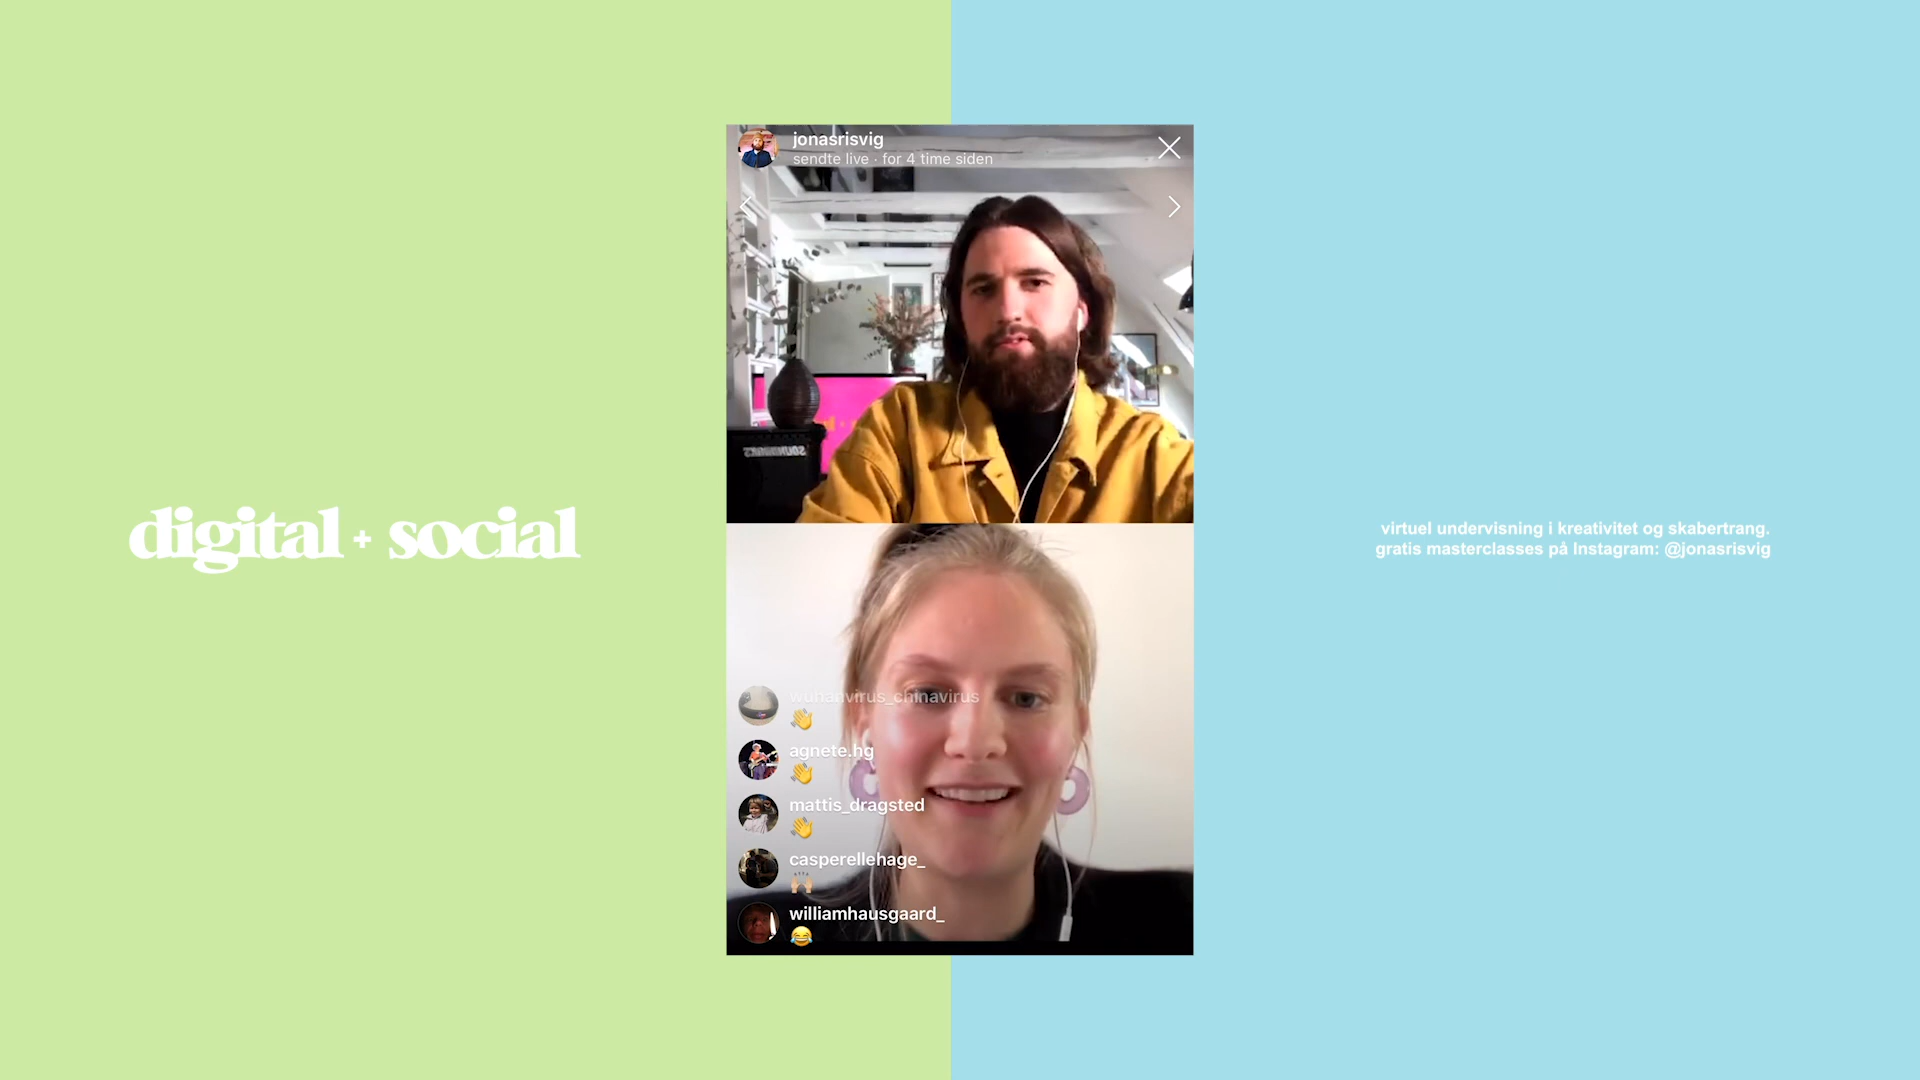 jonasrisvig
sendte live · for 4 time siden
SOUNDBOKS
digital + social
virtuel undervisning i kreativitet og skabertrang.
gratis masterclasses på Instagram: @jonasrisvig
wuhanvirus_chinavirus
👋
agnete.hg
👋
mattis_dragsted
👋
casperellehage_
🙌🏼
williamhausgaard_
😂